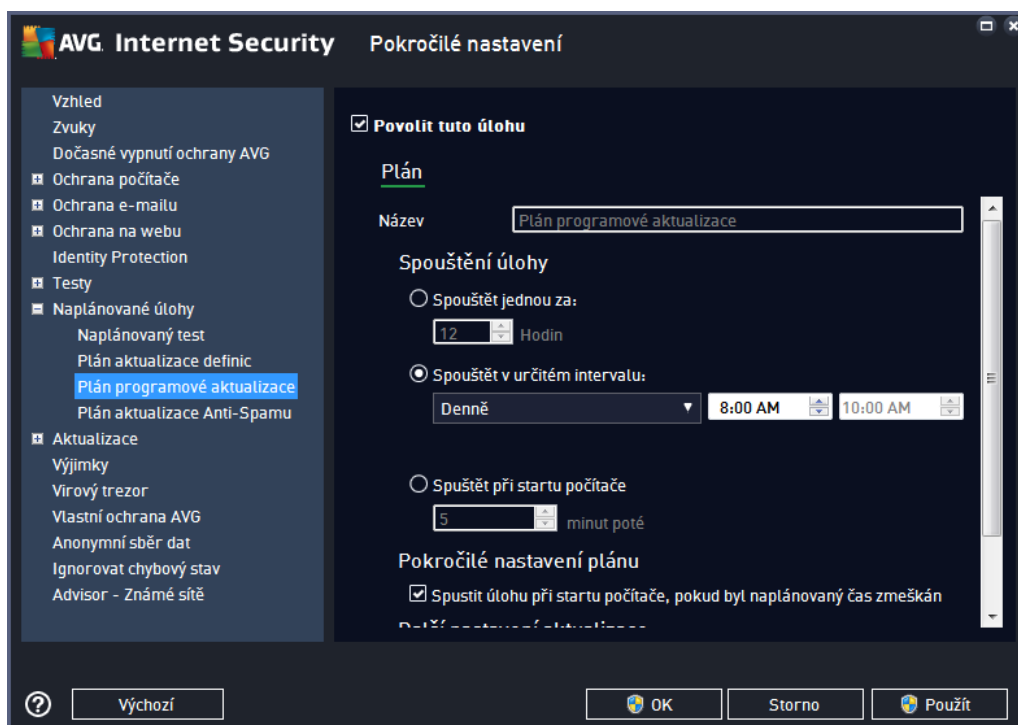 AVG. Internet Security Pokročilé nastavení
Vzhled
Zvuky
Dočasné vypnutí ochrany AVG
Ochrana počítače
Ochrana e-mailu
Ochrana na webu
Identity Protection
Testy
Naplánované úlohy
Naplánovaný test
Plán aktualizace definic
Plán programové aktualizace
Plán aktualizace Anti-Spamu
Aktualizace
Výjimky
Virový trezor
Vlastní ochrana AVG
Anonymní sběr dat
Ignorovat chybový stav
Advisor - Známé sítě
Povolit tuto úlohu
Plán
Název Plán programové aktualizace
Spouštění úlohy
Spouštět jednou za:
12 Hodin
Spouštět v určitém intervalu:
Denně 8:00 AM 10:00 AM
Spuštět při startu počítače
5 minut poté
Pokročilé nastavení plánu
Spustit úlohu při startu počítače, pokud byl naplánovaný čas zmeškán
Další nastavení aktualizace
? Výchozí OK Storno Použít